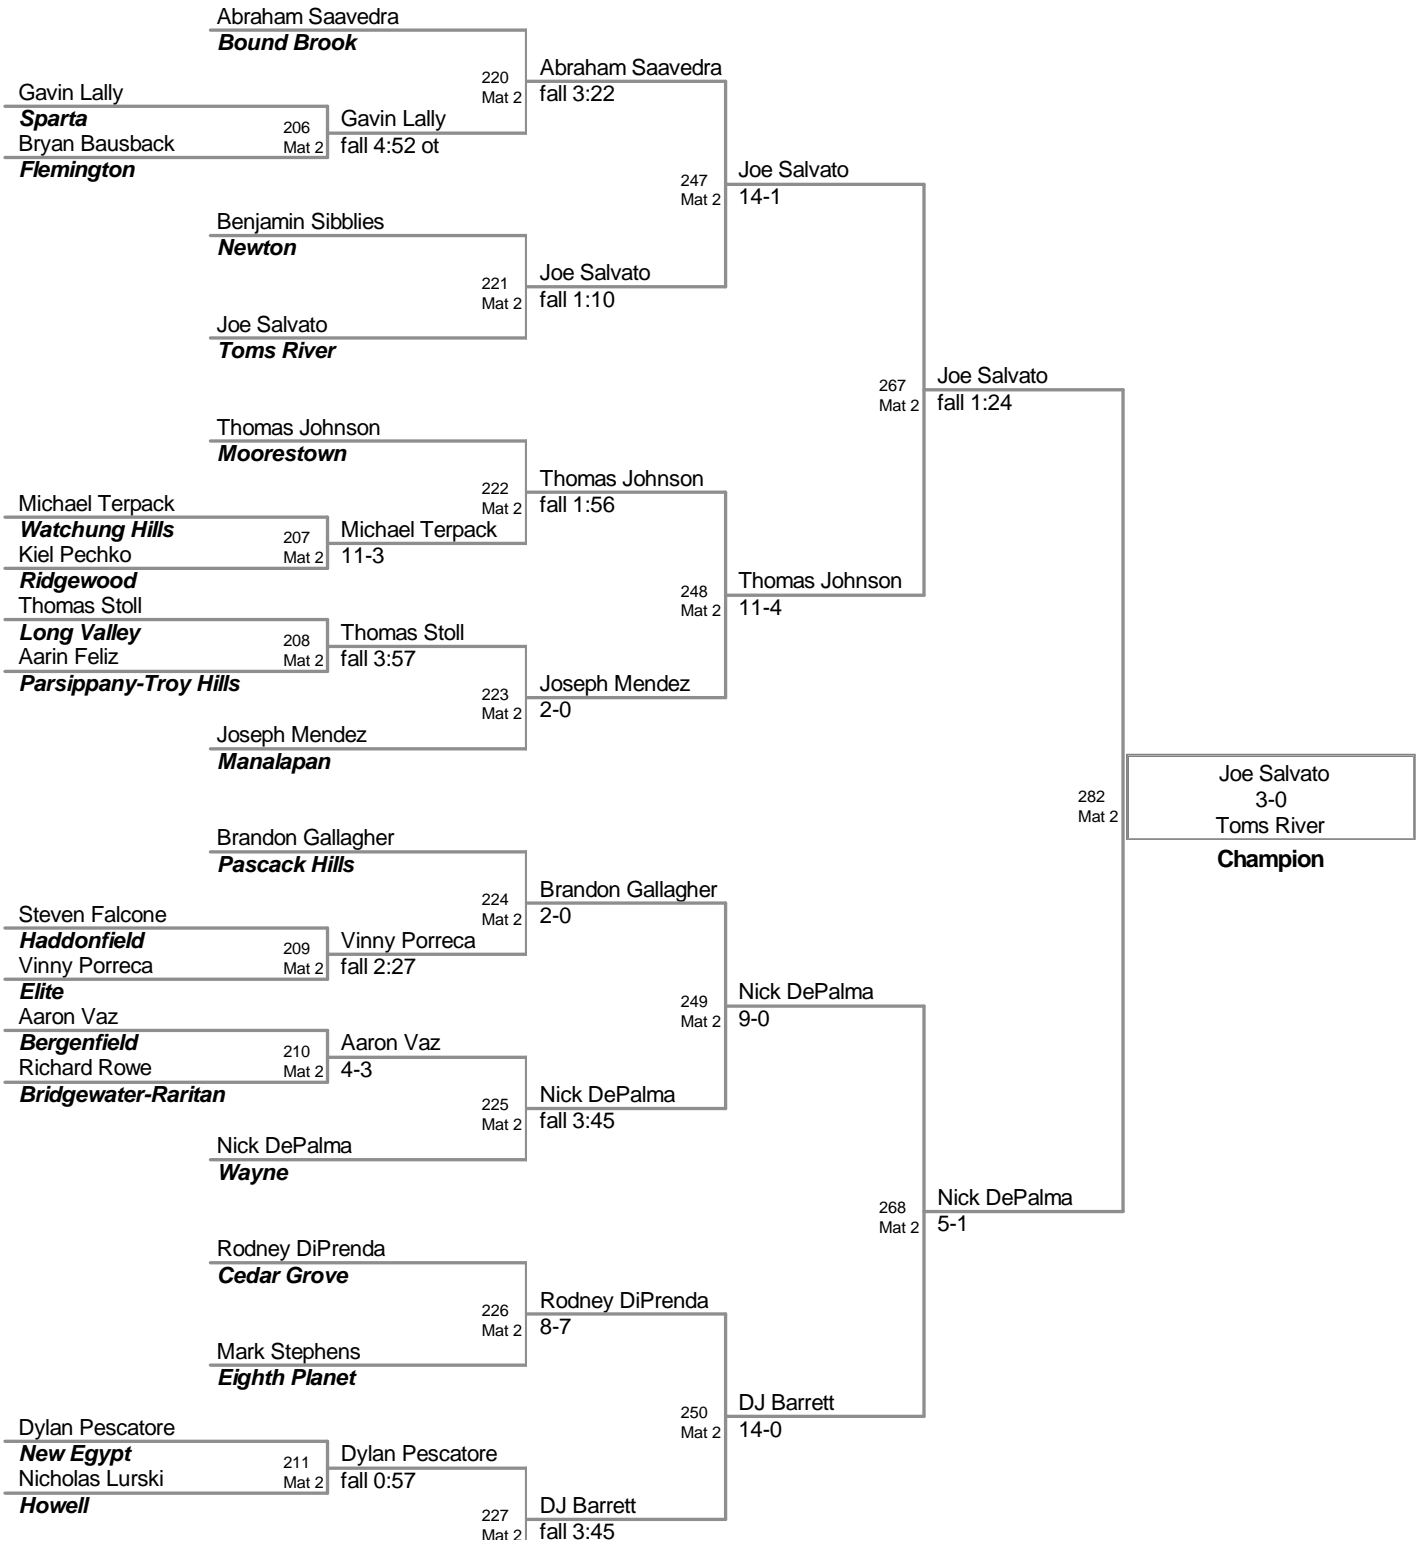 Abraham Saavedra
Bound Brook
220
Mat 2
Abraham Saavedra
fall 3:22
Gavin Lally
Sparta
206
Mat 2
Gavin Lally
fall 4:52 ot
Bryan Bausback
Flemington
247
Mat 2
Joe Salvato
14-1
Benjamin Sibblies
Newton
221
Mat 2
Joe Salvato
fall 1:10
Joe Salvato
Toms River
267
Mat 2
Joe Salvato
fall 1:24
Thomas Johnson
Moorestown
222
Mat 2
Thomas Johnson
fall 1:56
Michael Terpack
Watchung Hills
207
Mat 2
Michael Terpack
11-3
Kiel Pechko
Ridgewood
248
Mat 2
Thomas Johnson
11-4
Thomas Stoll
Long Valley
208
Mat 2
Thomas Stoll
fall 3:57
Aarin Feliz
Parsippany-Troy Hills
223
Mat 2
Joseph Mendez
2-0
Joseph Mendez
Manalapan
282
Mat 2
Joe Salvato
3-0
Toms River
Champion
Brandon Gallagher
Pascack Hills
224
Mat 2
Brandon Gallagher
2-0
Steven Falcone
Haddonfield
209
Mat 2
Vinny Porreca
fall 2:27
Vinny Porreca
Elite
249
Mat 2
Nick DePalma
9-0
Aaron Vaz
Bergenfield
210
Mat 2
Aaron Vaz
4-3
Richard Rowe
Bridgewater-Raritan
225
Mat 2
Nick DePalma
fall 3:45
Nick DePalma
Wayne
268
Mat 2
Nick DePalma
5-1
Rodney DiPrenda
Cedar Grove
226
Mat 2
Rodney DiPrenda
8-7
Mark Stephens
Eighth Planet
250
Mat 2
DJ Barrett
14-0
Dylan Pescatore
New Egypt
211
Mat 2
Dylan Pescatore
fall 0:57
Nicholas Lurski
Howell
227
Mat 2
DJ Barrett
fall 3:45